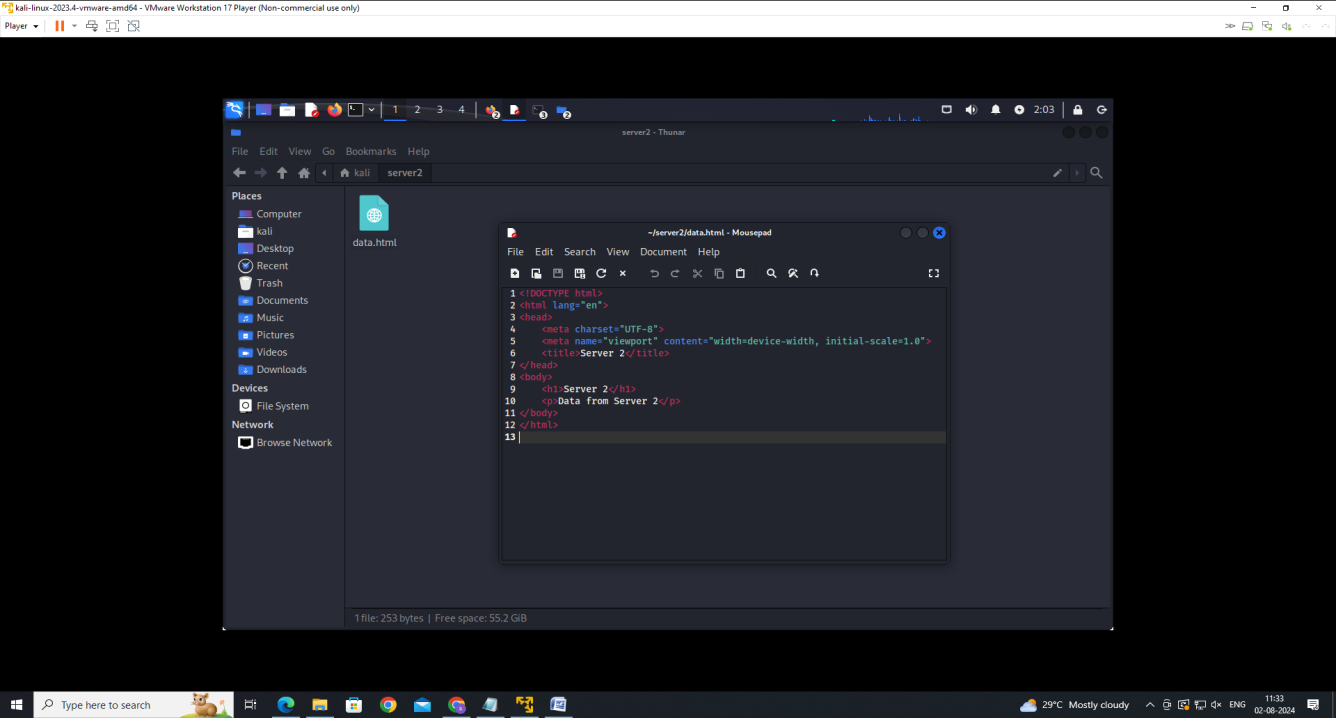 kali-linux-2023.4-vmware-amd64 - VMware Workstation 17 Player (Non-commercial use only)
Player
1 2 3 4
2
3
2
2:03
server2 - Thunar
File Edit View Go Bookmarks Help
kali server2
Places
Computer
kali
Desktop
Recent
Trash
Documents
Music
Pictures
Videos
Downloads
Devices
File System
Network
Browse Network
data.html
~/server2/data.html - Mousepad
File Edit Search View Document Help
1 <!DOCTYPE html>
2 <html lang="en">
3 <head>
4     <meta charset="UTF-8">
5     <meta name="viewport" content="width=device-width, initial-scale=1.0">
6     <title>Server 2</title>
7 </head>
8 <body>
9     <h1>Server 2</h1>
10     <p>Data from Server 2</p>
11 </body>
12 </html>
13
1 file: 253 bytes | Free space: 55.2 GiB
Type here to search
29°C Mostly cloudy
ENG
11:33
02-08-2024